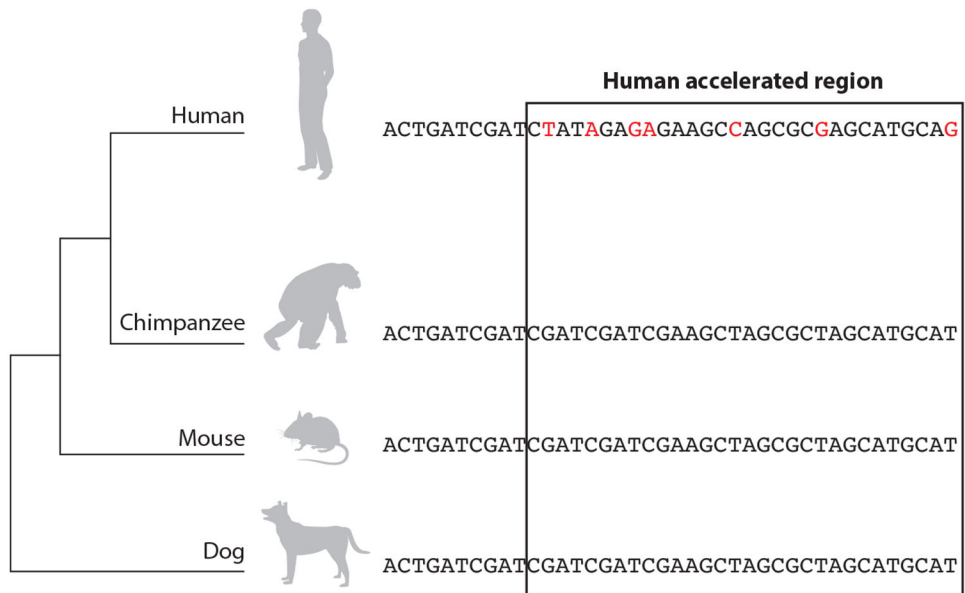 Human accelerated region
Human
ACTGATCGATCTATAGAGAGAAGCCAGCGCGAGCATGCAG
Chimpanzee
ACTGATCGATCGATCGATCGAAGCTAGCGCTAGCATGCAT
Mouse
ACTGATCGATCGATCGATCGAAGCTAGCGCTAGCATGCAT
Dog
ACTGATCGATCGATCGATCGAAGCTAGCGCTAGCATGCAT